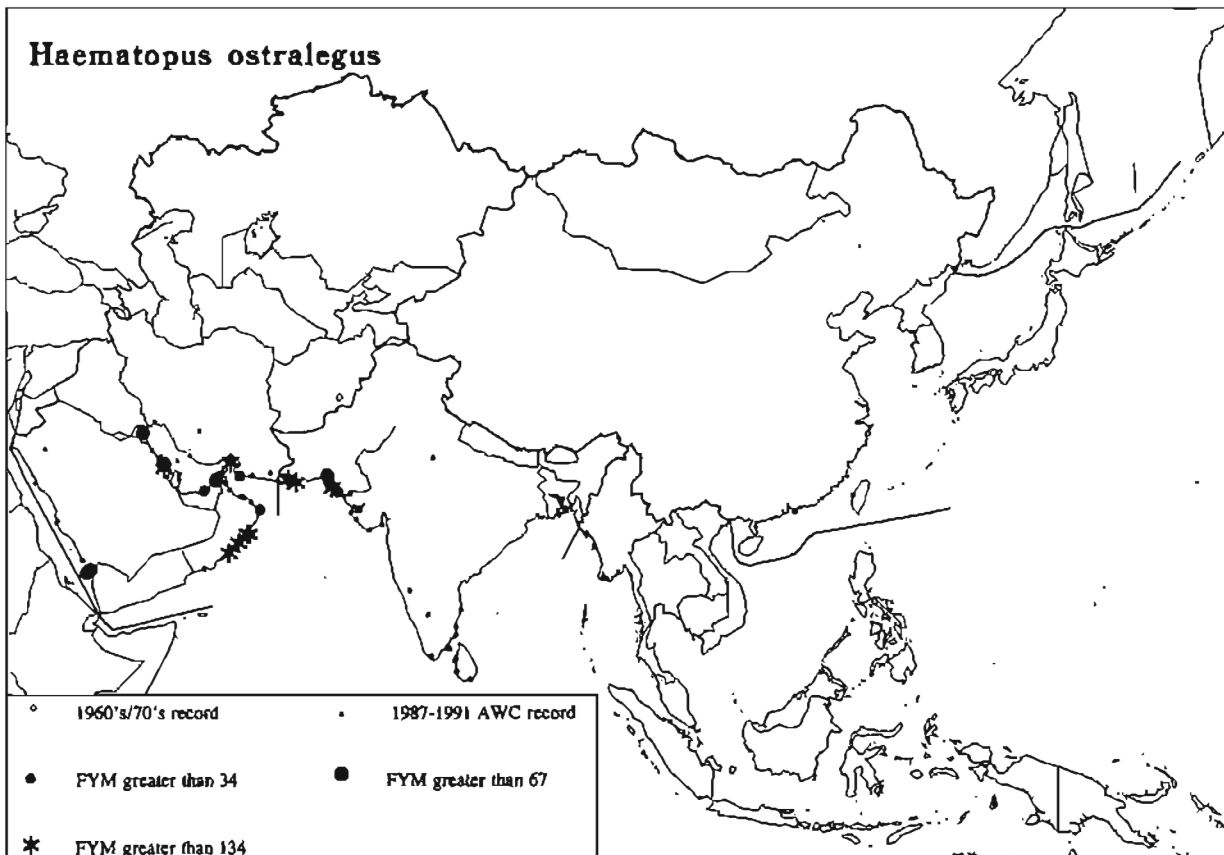 Haematopus ostralegus
1960's/70's record
1987-1991 AWC record
FYM greater than 34
FYM greater than 67
FYM greater than 134